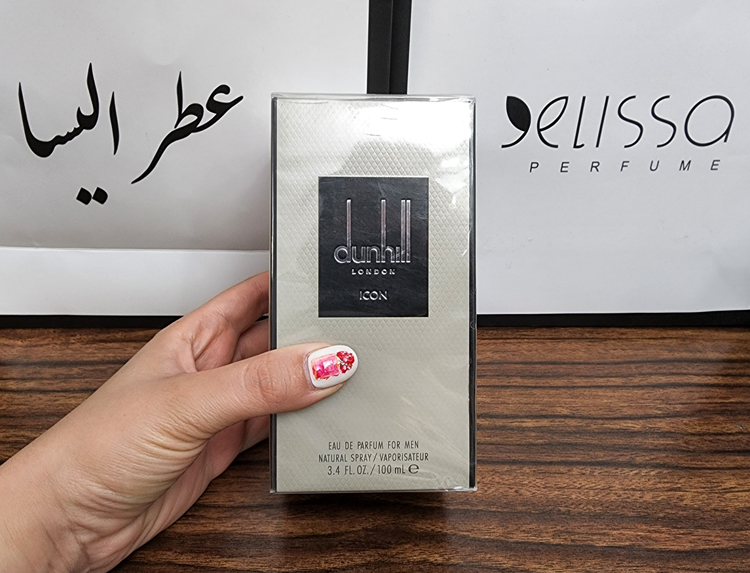 عطر اليسا
elissa
PERFUME
dunhill
LONDON
ICON
EAU DE PARFUM FOR MEN
NATURAL SPRAY/VAPORISATEUR
3.4 FL. OZ./100 mL ℮